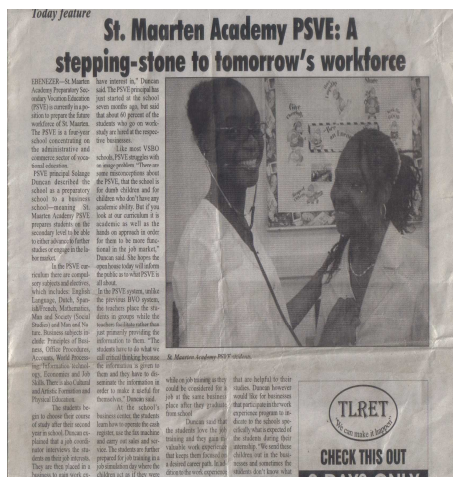 Today feature
St. Maarten Academy PSVE: A
stepping-stone to tomorrow's workforce
EBENEZER—St. Maarten
Academy Preparatory Sec-
ondary Vocation Education
(PSVE) is currently in a po-
sition to prepare the future
workforce of St. Maarten.
The PSVE is a four-year
school concentrating on
the administrative and
commerce sector of voca-
tional education.
PSVE principal Solange
Duncan described the
school as a preparatory
school to a business
school—meaning St.
Maarten Academy PSVE
prepares students on the
secondary level to be able
to either advance to further
studies or engage in the la-
bor market.
In the PSVE cur-
riculum there are compul-
sory subjects and electives,
which includes: English
Language, Dutch, Span-
ish/French, Mathematics,
Man and Society (Social
Studies) and Man and Na-
ture. Business subjects in-
clude: Principles of Busi-
ness, Office Procedures,
Accounts, World Process-
ing/Information technol-
ogy, Economics and Job
Skills. There is also Cultural
and Artistic Formation and
Physical Education.
The students be-
gin to choose their course
of study after their second
year in school. Duncan ex-
plained that a job coordi-
nator interviews the stu-
dents on their job interests.
They are then placed in a
have interest in," Duncan
said. The PSVE principal has
just started at the school
seven months ago, but said
that about 60 percent of the
students who go on work-
study are hired at the respec-
tive businesses.
Like most VSBO
schools, PSVE struggles with
an image problem. "There are
some misconceptions about
the PSVE, that the school is
for dumb children and for
children who don't have any
academic ability. But if you
look at our curriculum it is
academic as well as the
hands on approach in order
for them to be more func-
tional in the job market,"
Duncan said. She hopes the
open house today will inform
the public as to what PSVE is
all about.
In the PSVE system, unlike
the previous BVO system,
the teachers place the stu-
dents in groups while the
teachers facilitate rather than
just primarily providing the
information to them. "The
students have to do what we
call critical thinking because
the information is given to
them and they have to dis-
seminate the information in
order to make it useful for
themselves," Duncan said.
At the school's
business center, the students
learn how to operate the cash
register, use the fax machine
and carry out sales and ser-
vice. The students are further
prepared for job training in a
job simulation day where the
children act as if they were
St. Maarten Academy PSVE students.
while on job training as they
could be considered for a
job at the same business
place after they graduate
from school
Duncan said that
the students love the job
training and they gain in-
valuable work experience
that keeps them focused on
a desired career path. In ad-
dition to the work experience
that are helpful to their
studies. Duncan however
would like for businesses
that participate in the work
experience program to in-
dicate to the schools spe-
cifically what is expected of
the students during their
internship. "We send these
children out in the busi-
nesses and sometimes the
students don't know what
TLRET
We can make it happen
CHECK THIS OUT